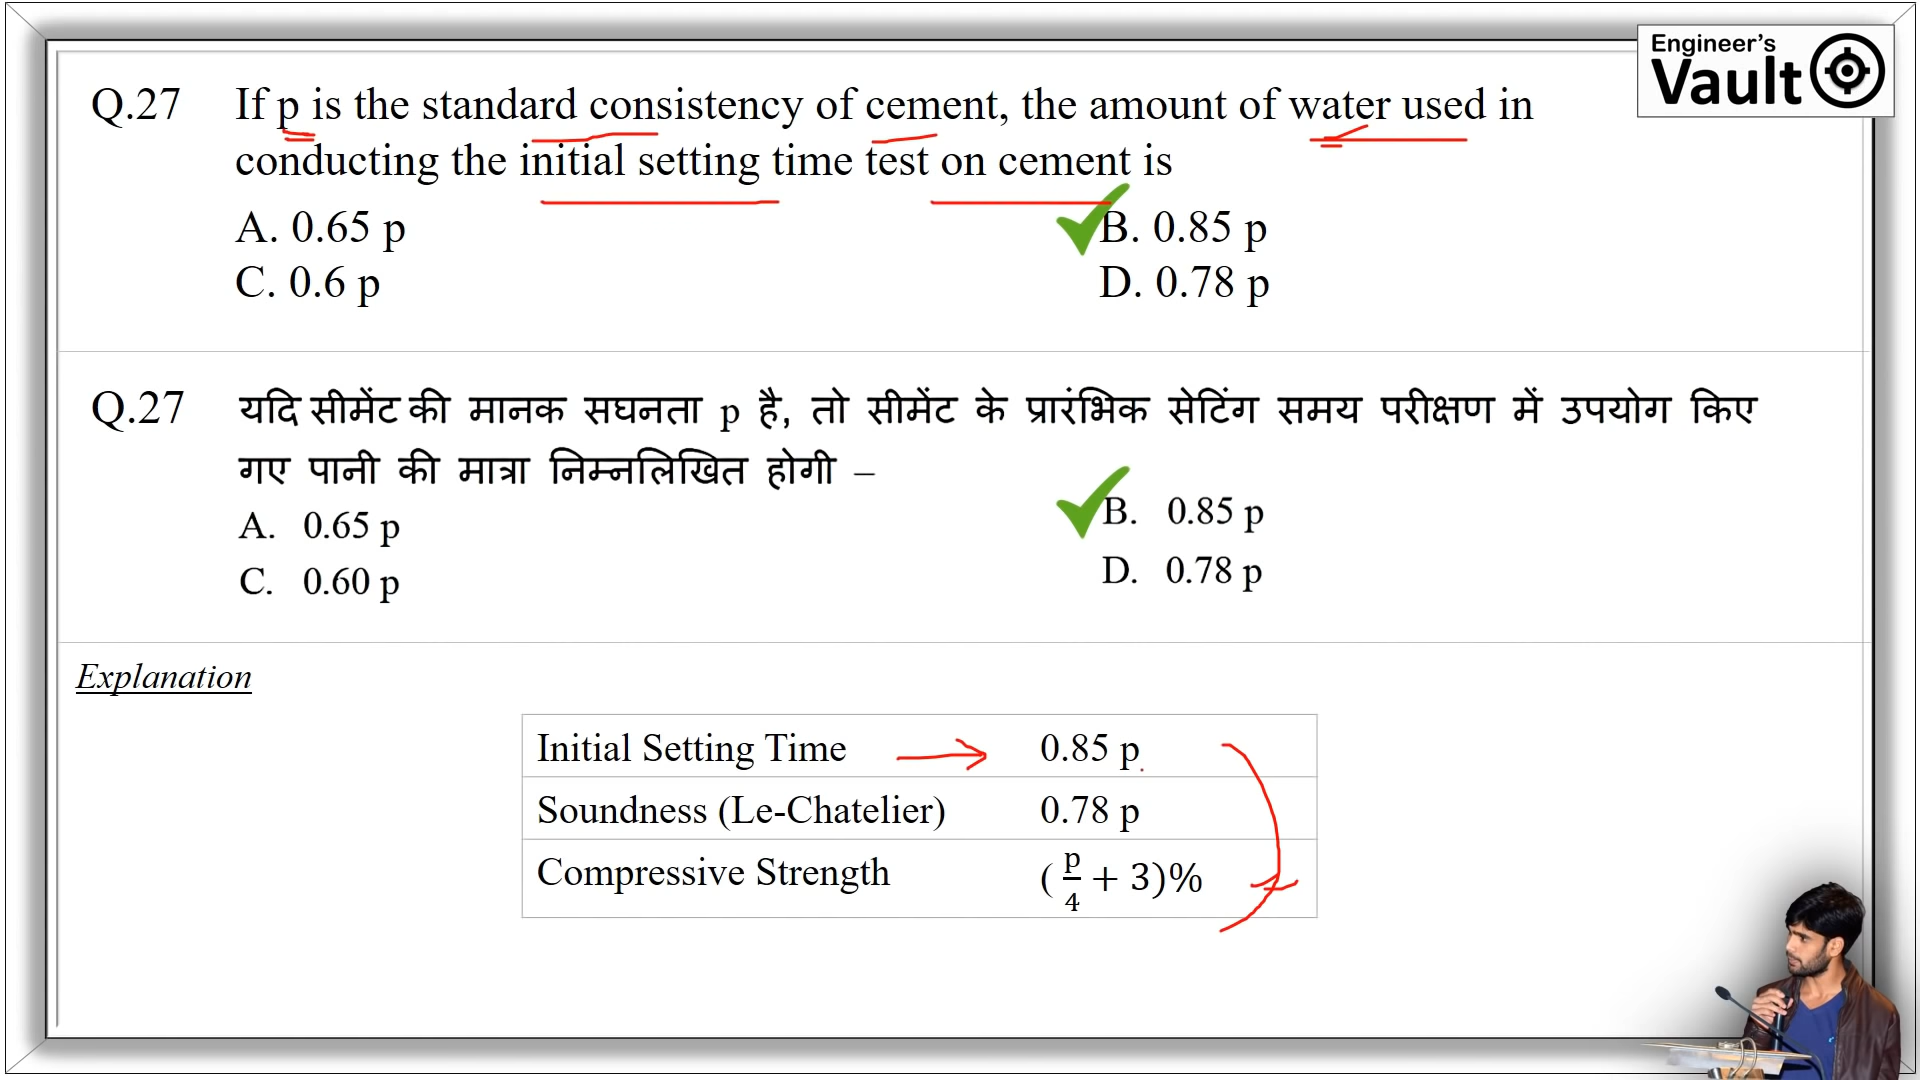 Engineer's
Vault
Q.27 If p is the standard consistency of cement, the amount of water used in
conducting the initial setting time test on cement is
A. 0.65 p B. 0.85 p
C. 0.6 p D. 0.78 p
Q.27 यदि सीमेंट की मानक सघनता p है, तो सीमेंट के प्रारंभिक सेटिंग समय परीक्षण में उपयोग किए
गए पानी की मात्रा निम्नलिखित होगी –
A. 0.65 p B. 0.85 p
C. 0.60 p D. 0.78 p
Explanation
Initial Setting Time 0.85 p
Soundness (Le-Chatelier) 0.78 p
Compressive Strength (p/4 + 3)%